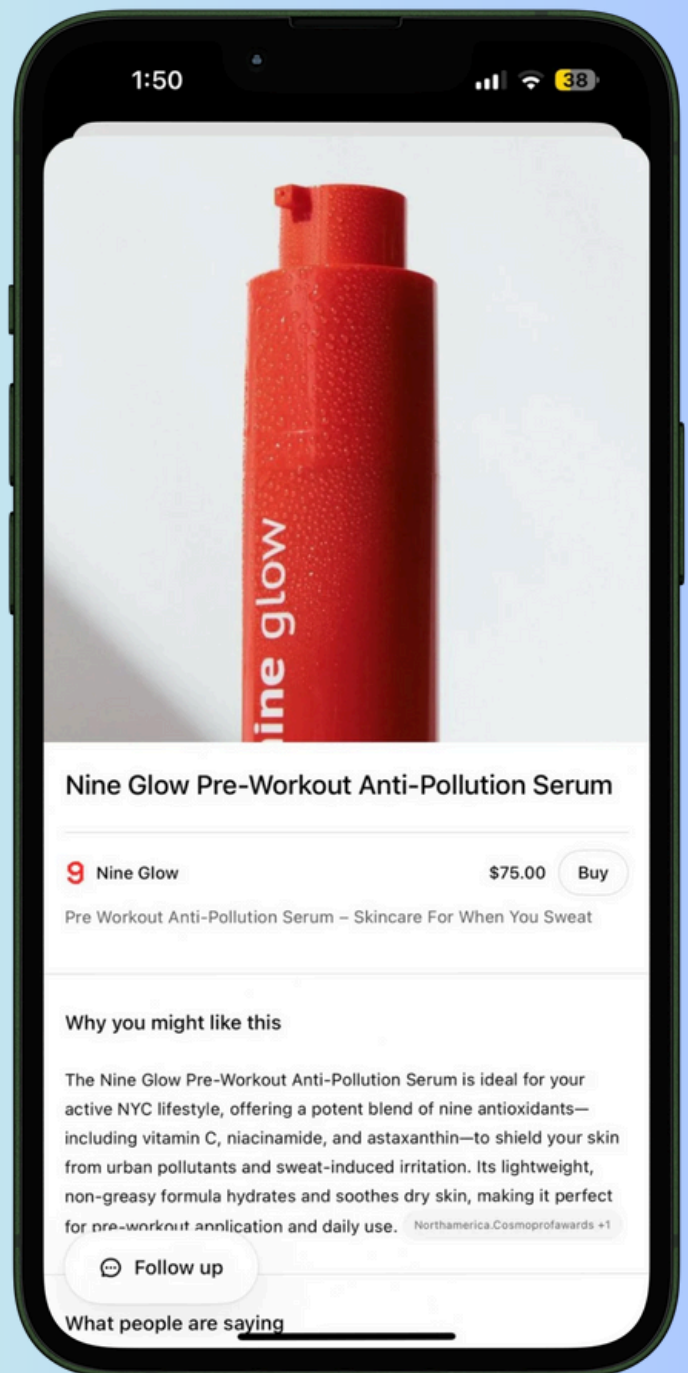 1:50
38
nine glow
Nine Glow Pre-Workout Anti-Pollution Serum
9 Nine Glow $75.00 Buy
Pre Workout Anti-Pollution Serum – Skincare For When You Sweat
Why you might like this
The Nine Glow Pre-Workout Anti-Pollution Serum is ideal for your
active NYC lifestyle, offering a potent blend of nine antioxidants—
including vitamin C, niacinamide, and astaxanthin—to shield your skin
from urban pollutants and sweat-induced irritation. Its lightweight,
non-greasy formula hydrates and soothes dry skin, making it perfect
for pre-workout application and daily use. Northamerica.Cosmoprofawards +1
Follow up
What people are saying